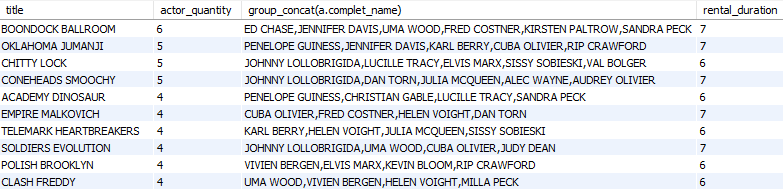 title actor_quantity group_concat(a.complet_name) rental_duration
BOONDOCK BALLROOM 6 ED CHASE,JENNIFER DAVIS,UMA WOOD,FRED COSTNER,KIRSTEN PALTROW,SANDRA PECK 7
OKLAHOMA JUMANJI 5 PENELOPE GUINESS,JENNIFER DAVIS,KARL BERRY,CUBA OLIVIER,RIP CRAWFORD 7
CHITTY LOCK 5 JOHNNY LOLLOBRIGIDA,LUCILLE TRACY,ELVIS MARX,SISSY SOBIESKI,VAL BOLGER 6
CONEHEADS SMOOCHY 5 JOHNNY LOLLOBRIGIDA,DAN TORN,JULIA MCQUEEN,ALEC WAYNE,AUDREY OLIVIER 7
ACADEMY DINOSAUR 4 PENELOPE GUINESS,CHRISTIAN GABLE,LUCILLE TRACY,SANDRA PECK 6
EMPIRE MALKOVICH 4 CUBA OLIVIER,FRED COSTNER,HELEN VOIGHT,DAN TORN 7
TELEMARK HEARTBREAKERS 4 KARL BERRY,HELEN VOIGHT,JULIA MCQUEEN,SISSY SOBIESKI 6
SOLDIERS EVOLUTION 4 JOHNNY LOLLOBRIGIDA,UMA WOOD,CUBA OLIVIER,JUDY DEAN 7
POLISH BROOKLYN 4 VIVIEN BERGEN,ELVIS MARX,KEVIN BLOOM,RIP CRAWFORD 6
CLASH FREDDY 4 UMA WOOD,VIVIEN BERGEN,HELEN VOIGHT,MILLA PECK 6